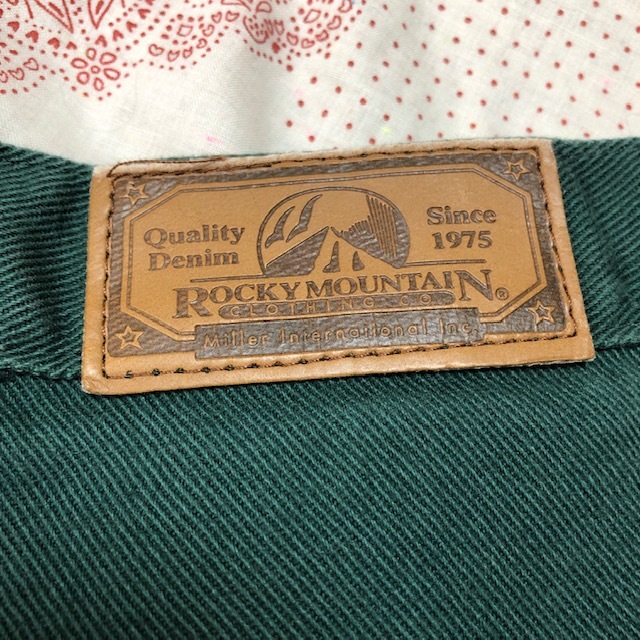 Quality Denim
Since 1975
ROCKY MOUNTAIN®
CLOTHING CO.
Miller International Inc.